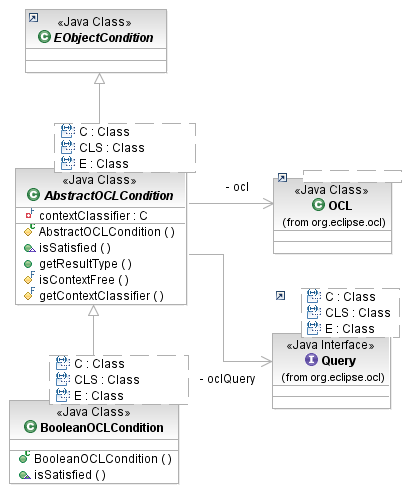 «Java Class»
EObjectCondition
C : Class
CLS : Class
E : Class
«Java Class»
AbstractOCLCondition
contextClassifier : C
AbstractOCLCondition ( )
isSatisfied ( )
getResultType ( )
isContextFree ( )
getContextClassifier ( )
- ocl
«Java Class»
OCL
(from org.eclipse.ocl)
- oclQuery
C : Class
CLS : Class
E : Class
«Java Interface»
Query
(from org.eclipse.ocl)
C : Class
CLS : Class
E : Class
«Java Class»
BooleanOCLCondition
BooleanOCLCondition ( )
isSatisfied ( )